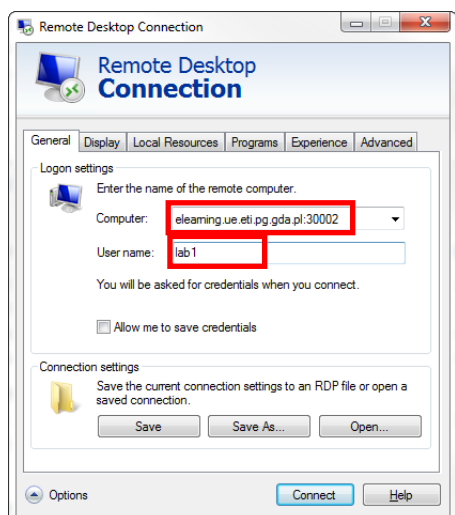 Remote Desktop Connection
Remote Desktop
Connection
General Display Local Resources Programs Experience Advanced
Logon settings
Enter the name of the remote computer.
Computer: elearning.ue.eti.pg.gda.pl:30002
User name: lab1
You will be asked for credentials when you connect.
Allow me to save credentials
Connection settings
Save the current connection settings to an RDP file or open a
saved connection.
Save Save As... Open...
Options Connect Help